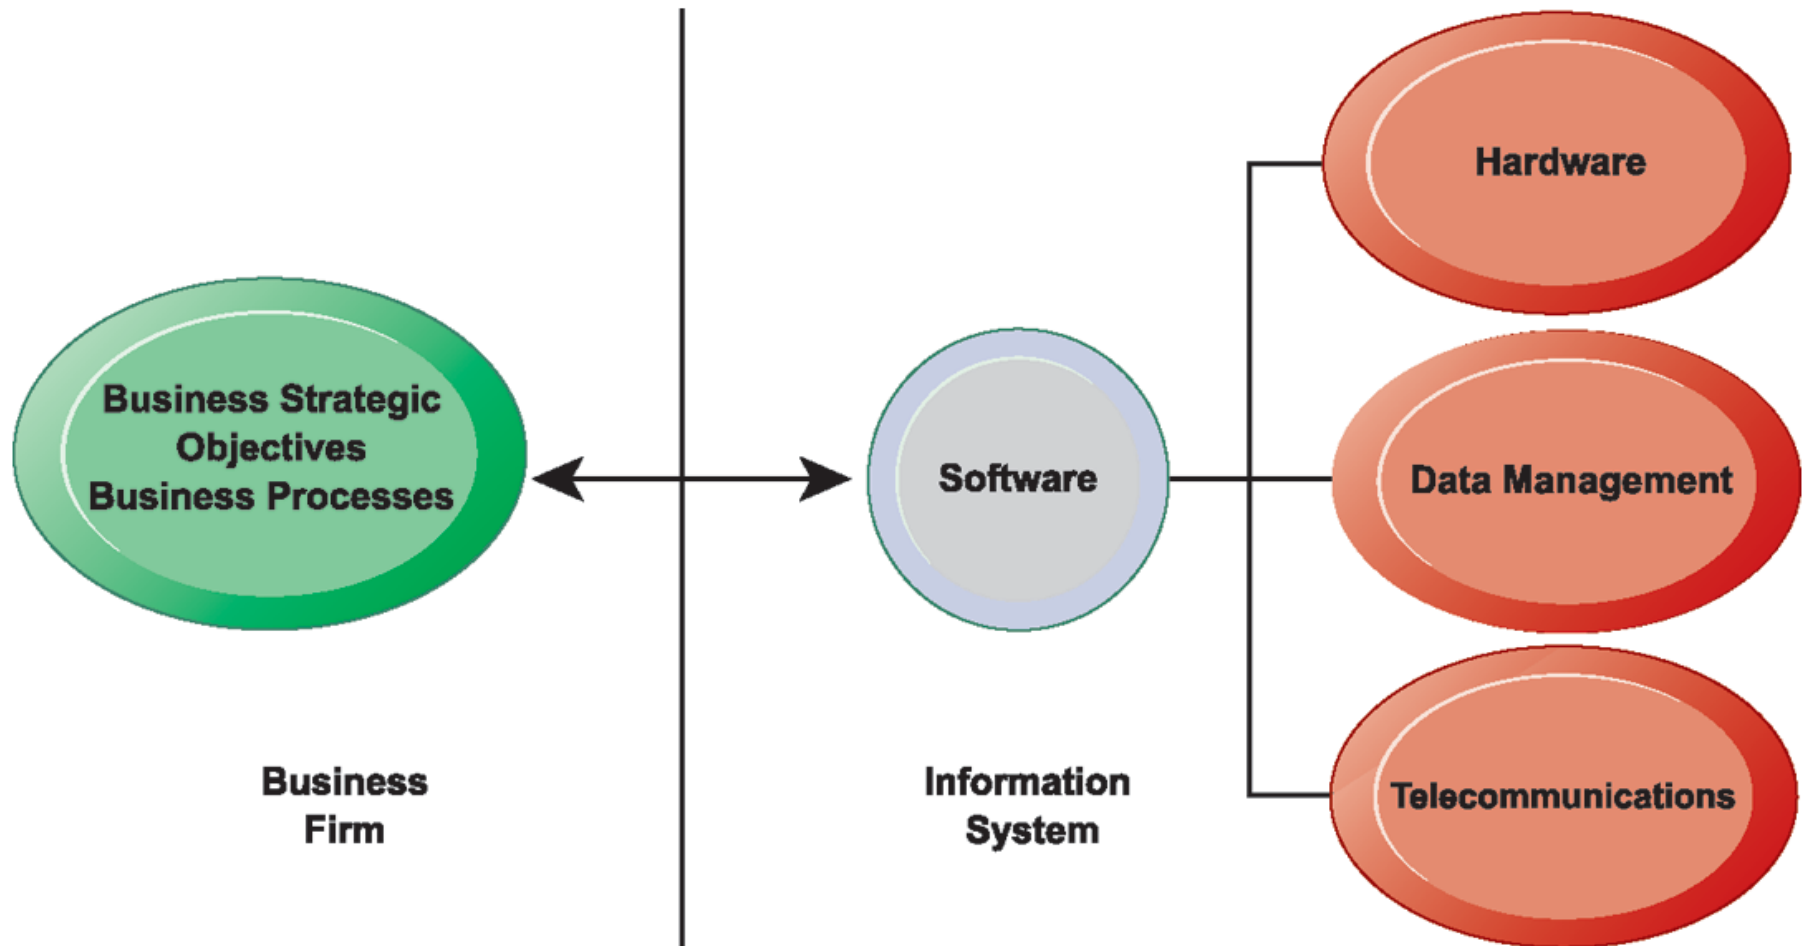 Business Strategic
Objectives
Business Processes
Business
Firm
Software
Information
System
Hardware
Data Management
Telecommunications